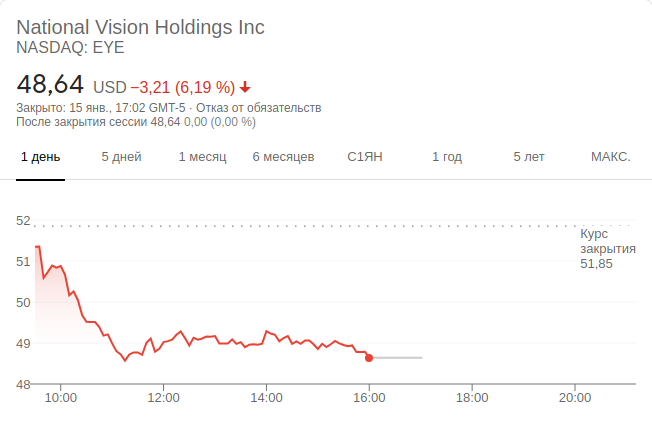 National Vision Holdings Inc
NASDAQ: EYE
48,64 USD −3,21 (6,19 %)
Закрыто: 15 янв., 17:02 GMT-5 · Отказ от обязательств
После закрытия сессии 48,64 0,00 (0,00 %)
1 день 5 дней 1 месяц 6 месяцев С1ЯН 1 год 5 лет МАКС.
52
Курс
закрытия
51,85
51
50
49
48
10:00 12:00 14:00 16:00 18:00 20:00